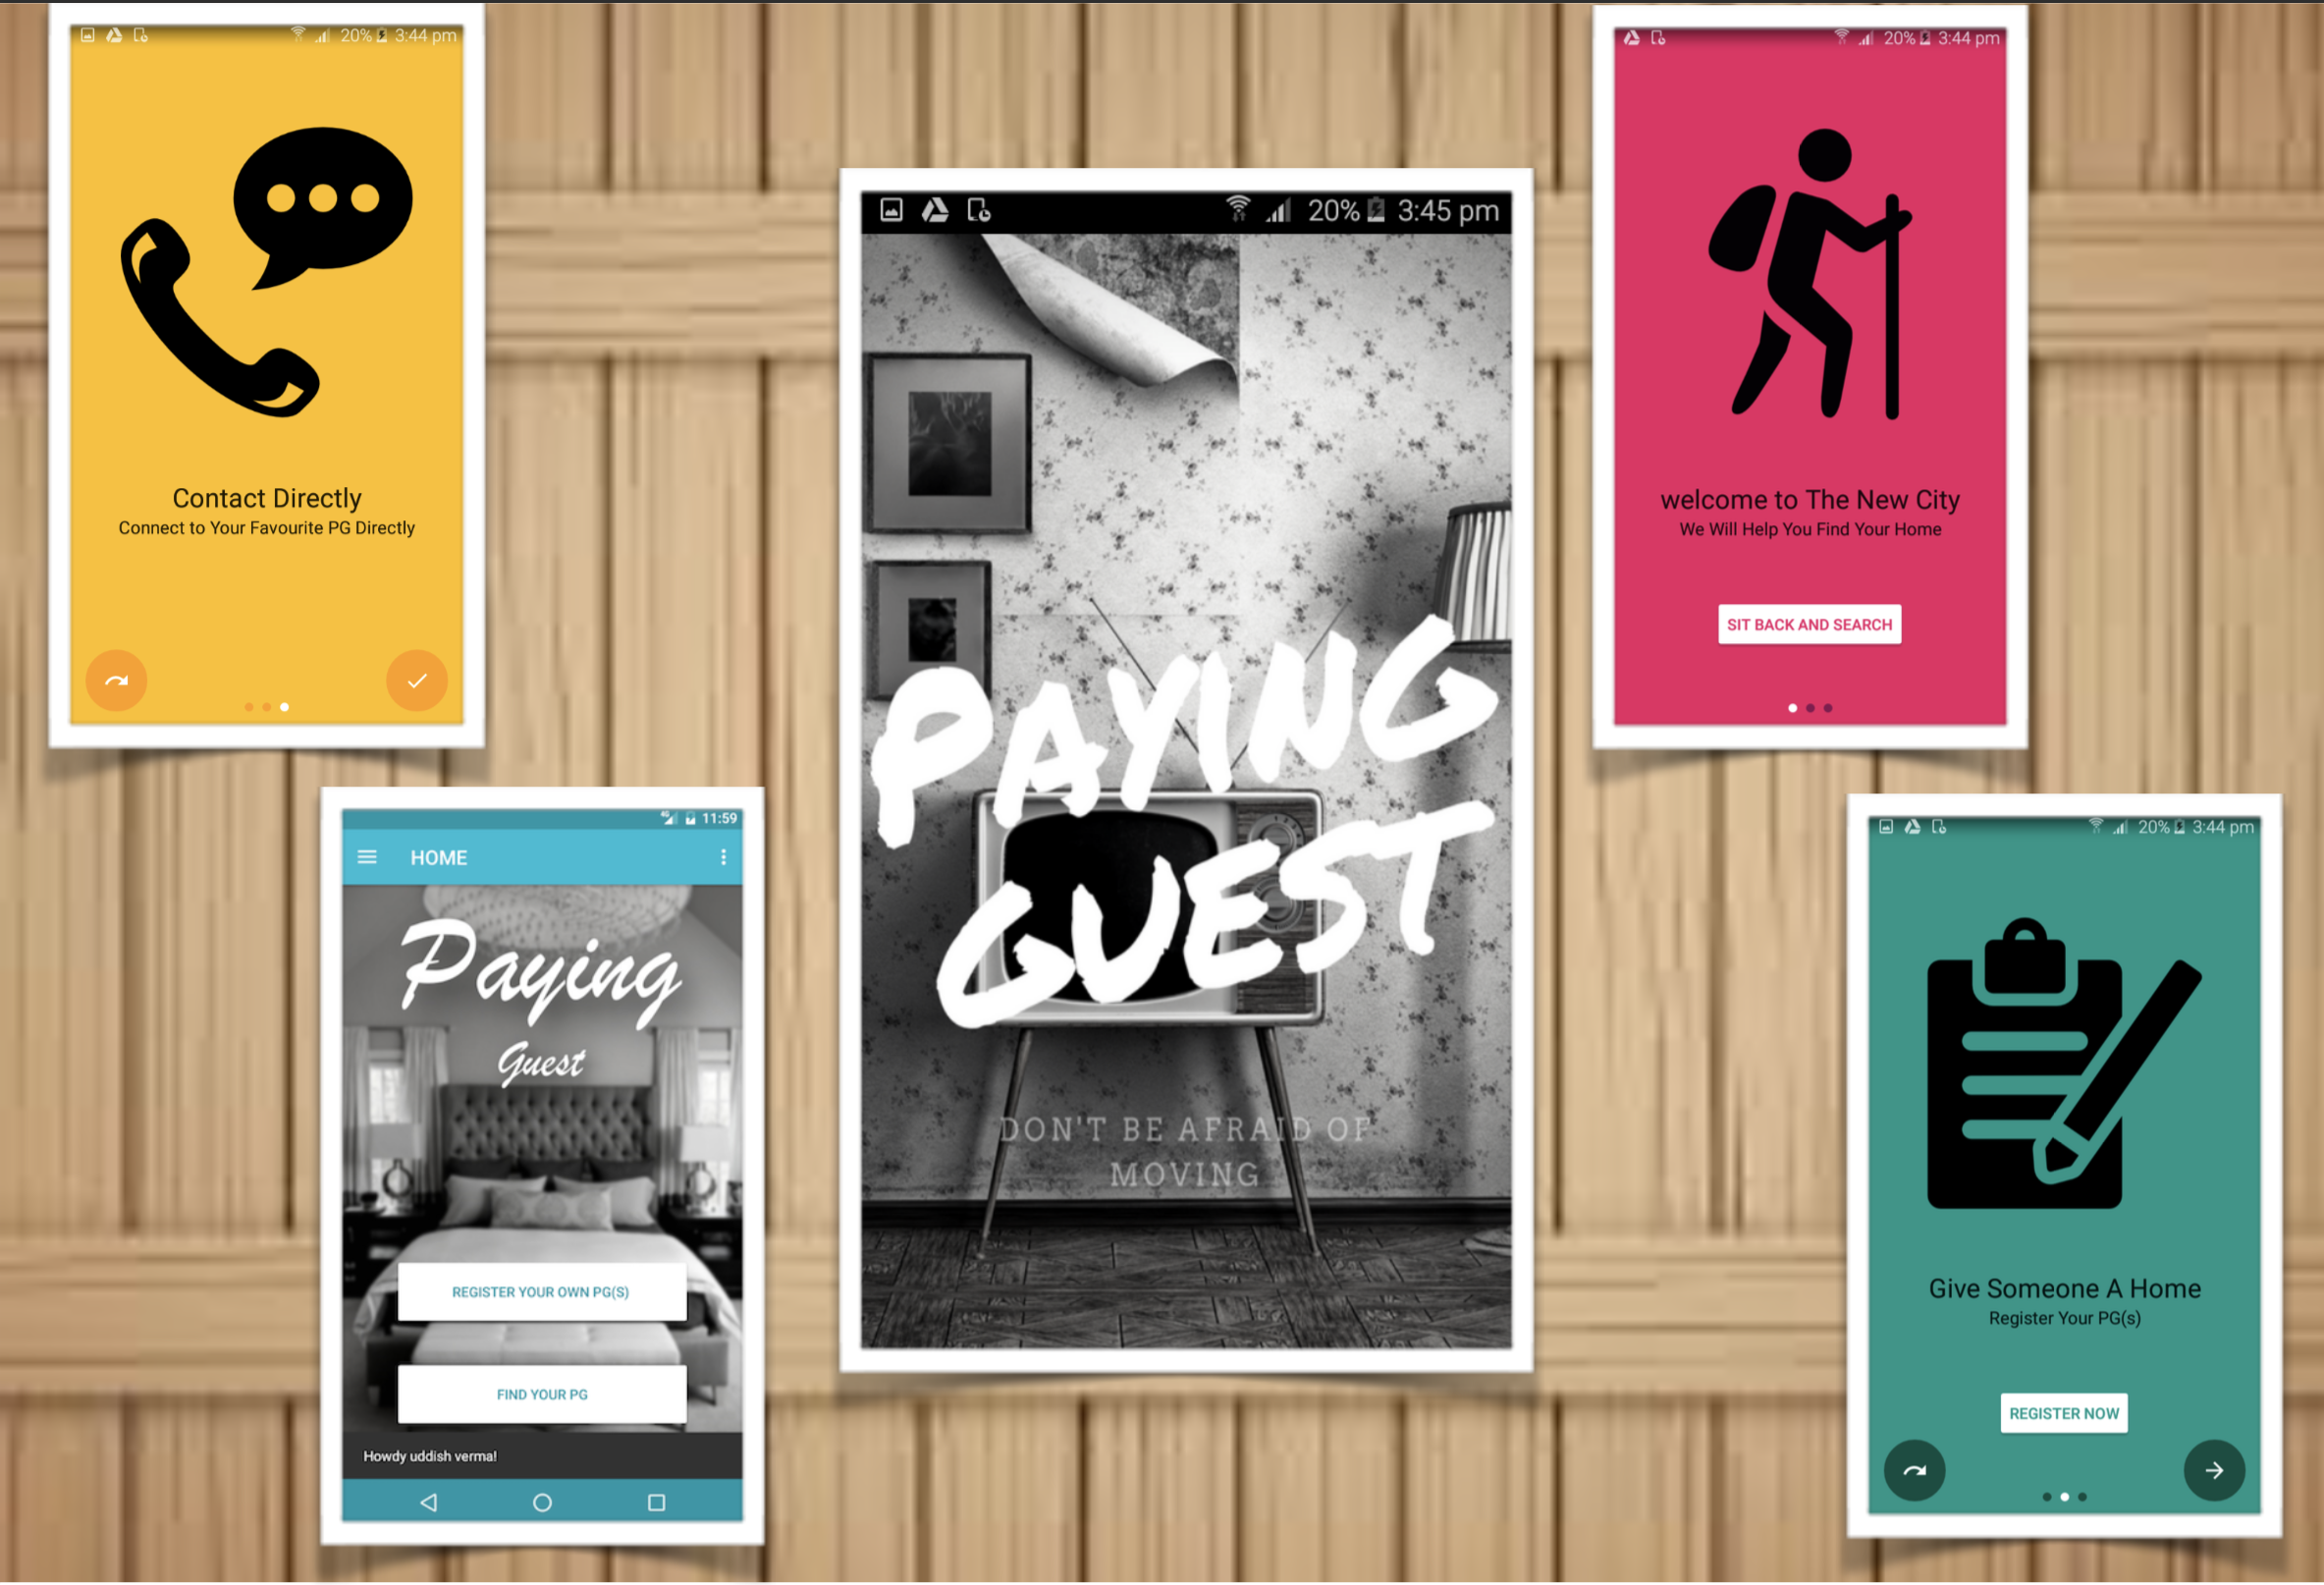 20% 3:44 pm
Contact Directly
Connect to Your Favourite PG Directly
11:59
HOME
Paying
Guest
REGISTER YOUR OWN PG(S)
FIND YOUR PG
Howdy uddish verma!
20% 3:45 pm
PAYING
GUEST
DON'T BE AFRAID OF
MOVING
20% 3:44 pm
welcome to The New City
We Will Help You Find Your Home
SIT BACK AND SEARCH
20% 3:44 pm
Give Someone A Home
Register Your PG(s)
REGISTER NOW